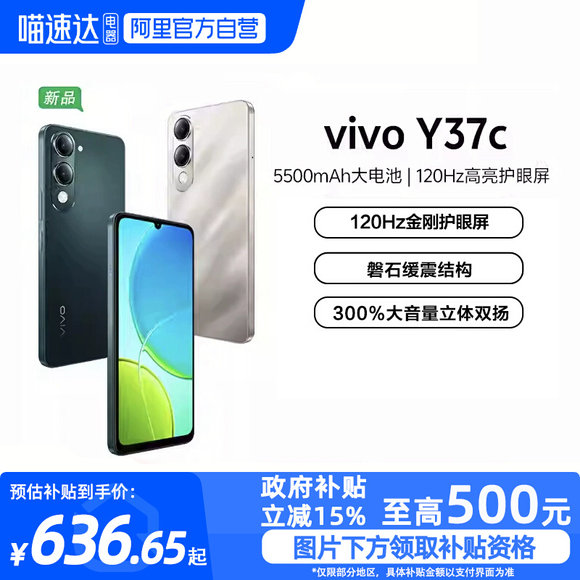 喵速达电器 阿里官方自营
新品
vivo Y37c
5500mAh大电池 | 120Hz高亮护眼屏
120Hz金刚护眼屏
磐石缓震结构
300%大音量立体双扬
vivo
预估补贴到手价：
¥636.65起
政府补贴
立减15%
至高500元
图片下方领取补贴资格
*仅限部分地区，具体补贴金额以支付界面为准